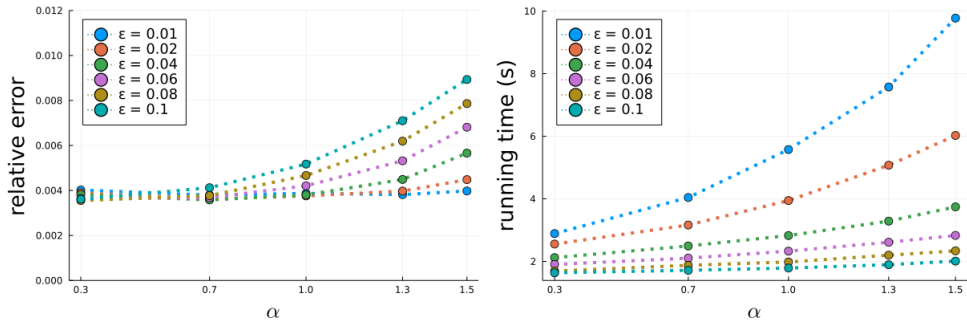 relative error
0.012
0.010
0.008
0.006
0.004
0.002
0.000
ε = 0.01
ε = 0.02
ε = 0.04
ε = 0.06
ε = 0.08
ε = 0.1
0.3 0.7 1.0 1.3 1.5
α
running time (s)
10
8
6
4
2
ε = 0.01
ε = 0.02
ε = 0.04
ε = 0.06
ε = 0.08
ε = 0.1
0.3 0.7 1.0 1.3 1.5
α